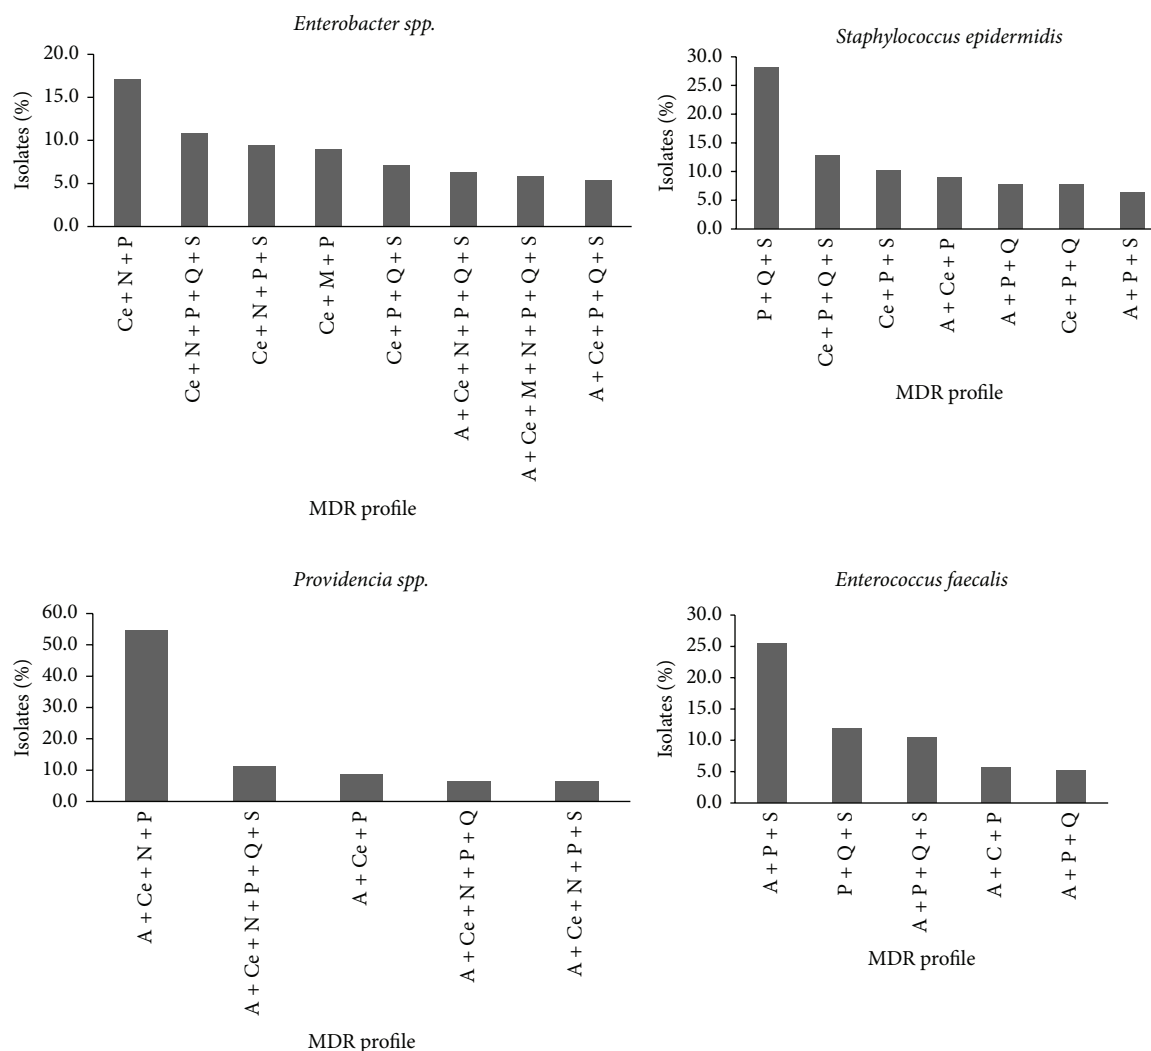 Enterobacter spp.
20.0
15.0
10.0
5.0
0.0
Isolates (%)
Ce + N + P
Ce + N + P + Q + S
Ce + N + P + S
Ce + M + P
Ce + P + Q + S
A + Ce + N + P + Q + S
A + Ce + M + N + P + Q + S
A + Ce + P + Q + S
MDR profile
Staphylococcus epidermidis
30.0
25.0
20.0
15.0
10.0
5.0
0.0
Isolates (%)
P + Q + S
Ce + P + Q + S
Ce + P + S
A + Ce + P
A + P + Q
Ce + P + Q
A + P + S
MDR profile
Providencia spp.
60.0
50.0
40.0
30.0
20.0
10.0
0.0
Isolates (%)
A + Ce + N + P
A + Ce + N + P + Q + S
A + Ce + P
A + Ce + N + P + Q
A + Ce + N + P + S
MDR profile
Enterococcus faecalis
30.0
25.0
20.0
15.0
10.0
5.0
0.0
Isolates (%)
A + P + S
P + Q + S
A + P + Q + S
A + C + P
A + P + Q
MDR profile